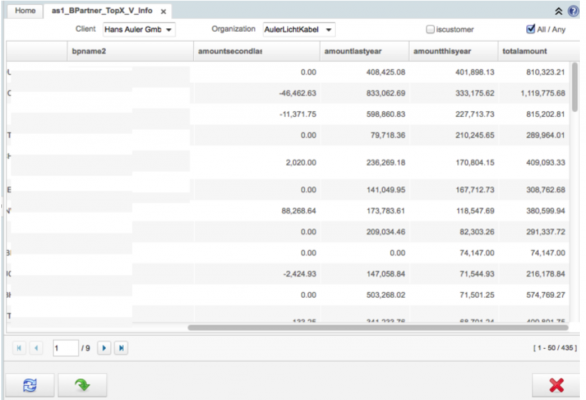 Home as1_BPartner_TopX_V_Info x
Client Hans Auler Gmb Organization AulerLichtKabel iscustomer All / Any
bpname2 amountsecondlas amountlastyear amountthisyear totalamount
0.00 408,425.08 401,898.13 810,323.21
-46,462.63 833,062.69 333,175.62 1,119,775.68
-11,371.75 598,860.83 227,713.73 815,202.81
0.00 79,718.36 210,245.65 289,964.01
2,020.00 236,269.18 170,804.15 409,093.33
0.00 141,049.95 167,712.73 308,762.68
88,268.64 173,783.61 118,547.69 380,599.94
0.00 209,034.46 82,303.26 291,337.72
0.00 0.00 74,147.00 74,147.00
-2,424.93 147,058.84 71,544.93 216,178.84
0.00 503,268.02 71,501.25 574,769.27
1 / 9 [ 1 - 50 / 435 ]